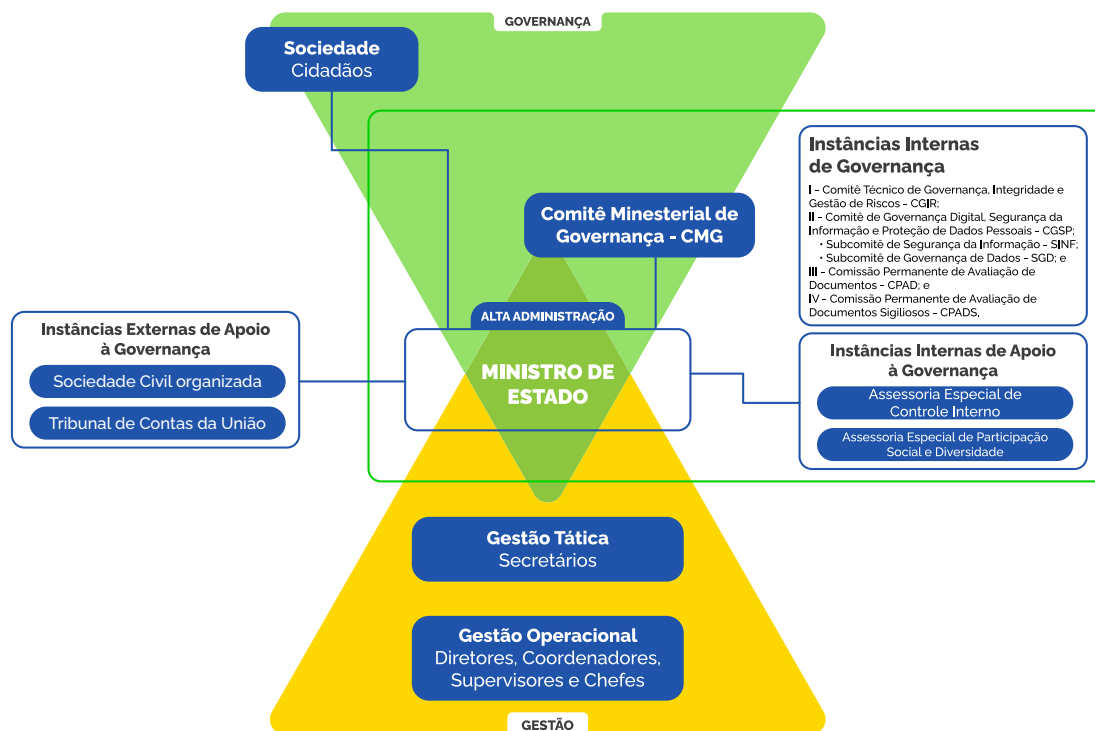 GOVERNANÇA
Sociedade
Cidadãos
Instâncias Internas
de Governança
I - Comitê Técnico de Governança, Integridade e
Gestão de Riscos - CGIR;
II - Comitê de Governança Digital, Segurança da
Informação e Proteção de Dados Pessoais - CGSP;
• Subcomitê de Segurança da Informação - SINF;
• Subcomitê de Governança de Dados - SGD; e
III - Comissão Permanente de Avaliação de
Documentos - CPAD; e
IV - Comissão Permanente de Avaliação de
Documentos Sigiliosos - CPADS,
Comitê Minesterial de
Governança - CMG
ALTA ADMINISTRAÇÃO
MINISTRO DE
ESTADO
Instâncias Externas de Apoio
à Governança
Sociedade Civil organizada
Tribunal de Contas da União
Instâncias Internas de Apoio
à Governança
Assessoria Especial de
Controle Interno
Assessoria Especial de Participação
Social e Diversidade
Gestão Tática
Secretários
Gestão Operacional
Diretores, Coordenadores,
Supervisores e Chefes
GESTÃO